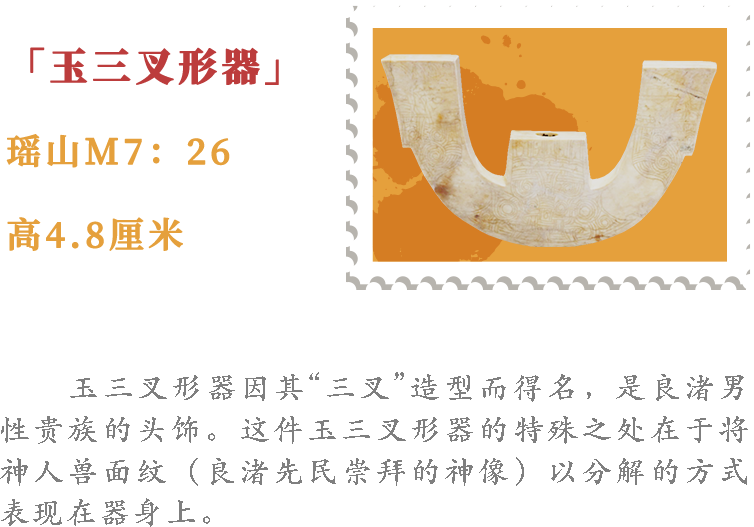 「玉三叉形器」
瑶山M7：26
高4.8厘米
玉三叉形器因其“三叉”造型而得名，是良渚男
性贵族的头饰。这件玉三叉形器的特殊之处在于将
神人兽面纹（良渚先民崇拜的神像）以分解的方式
表现在器身上。